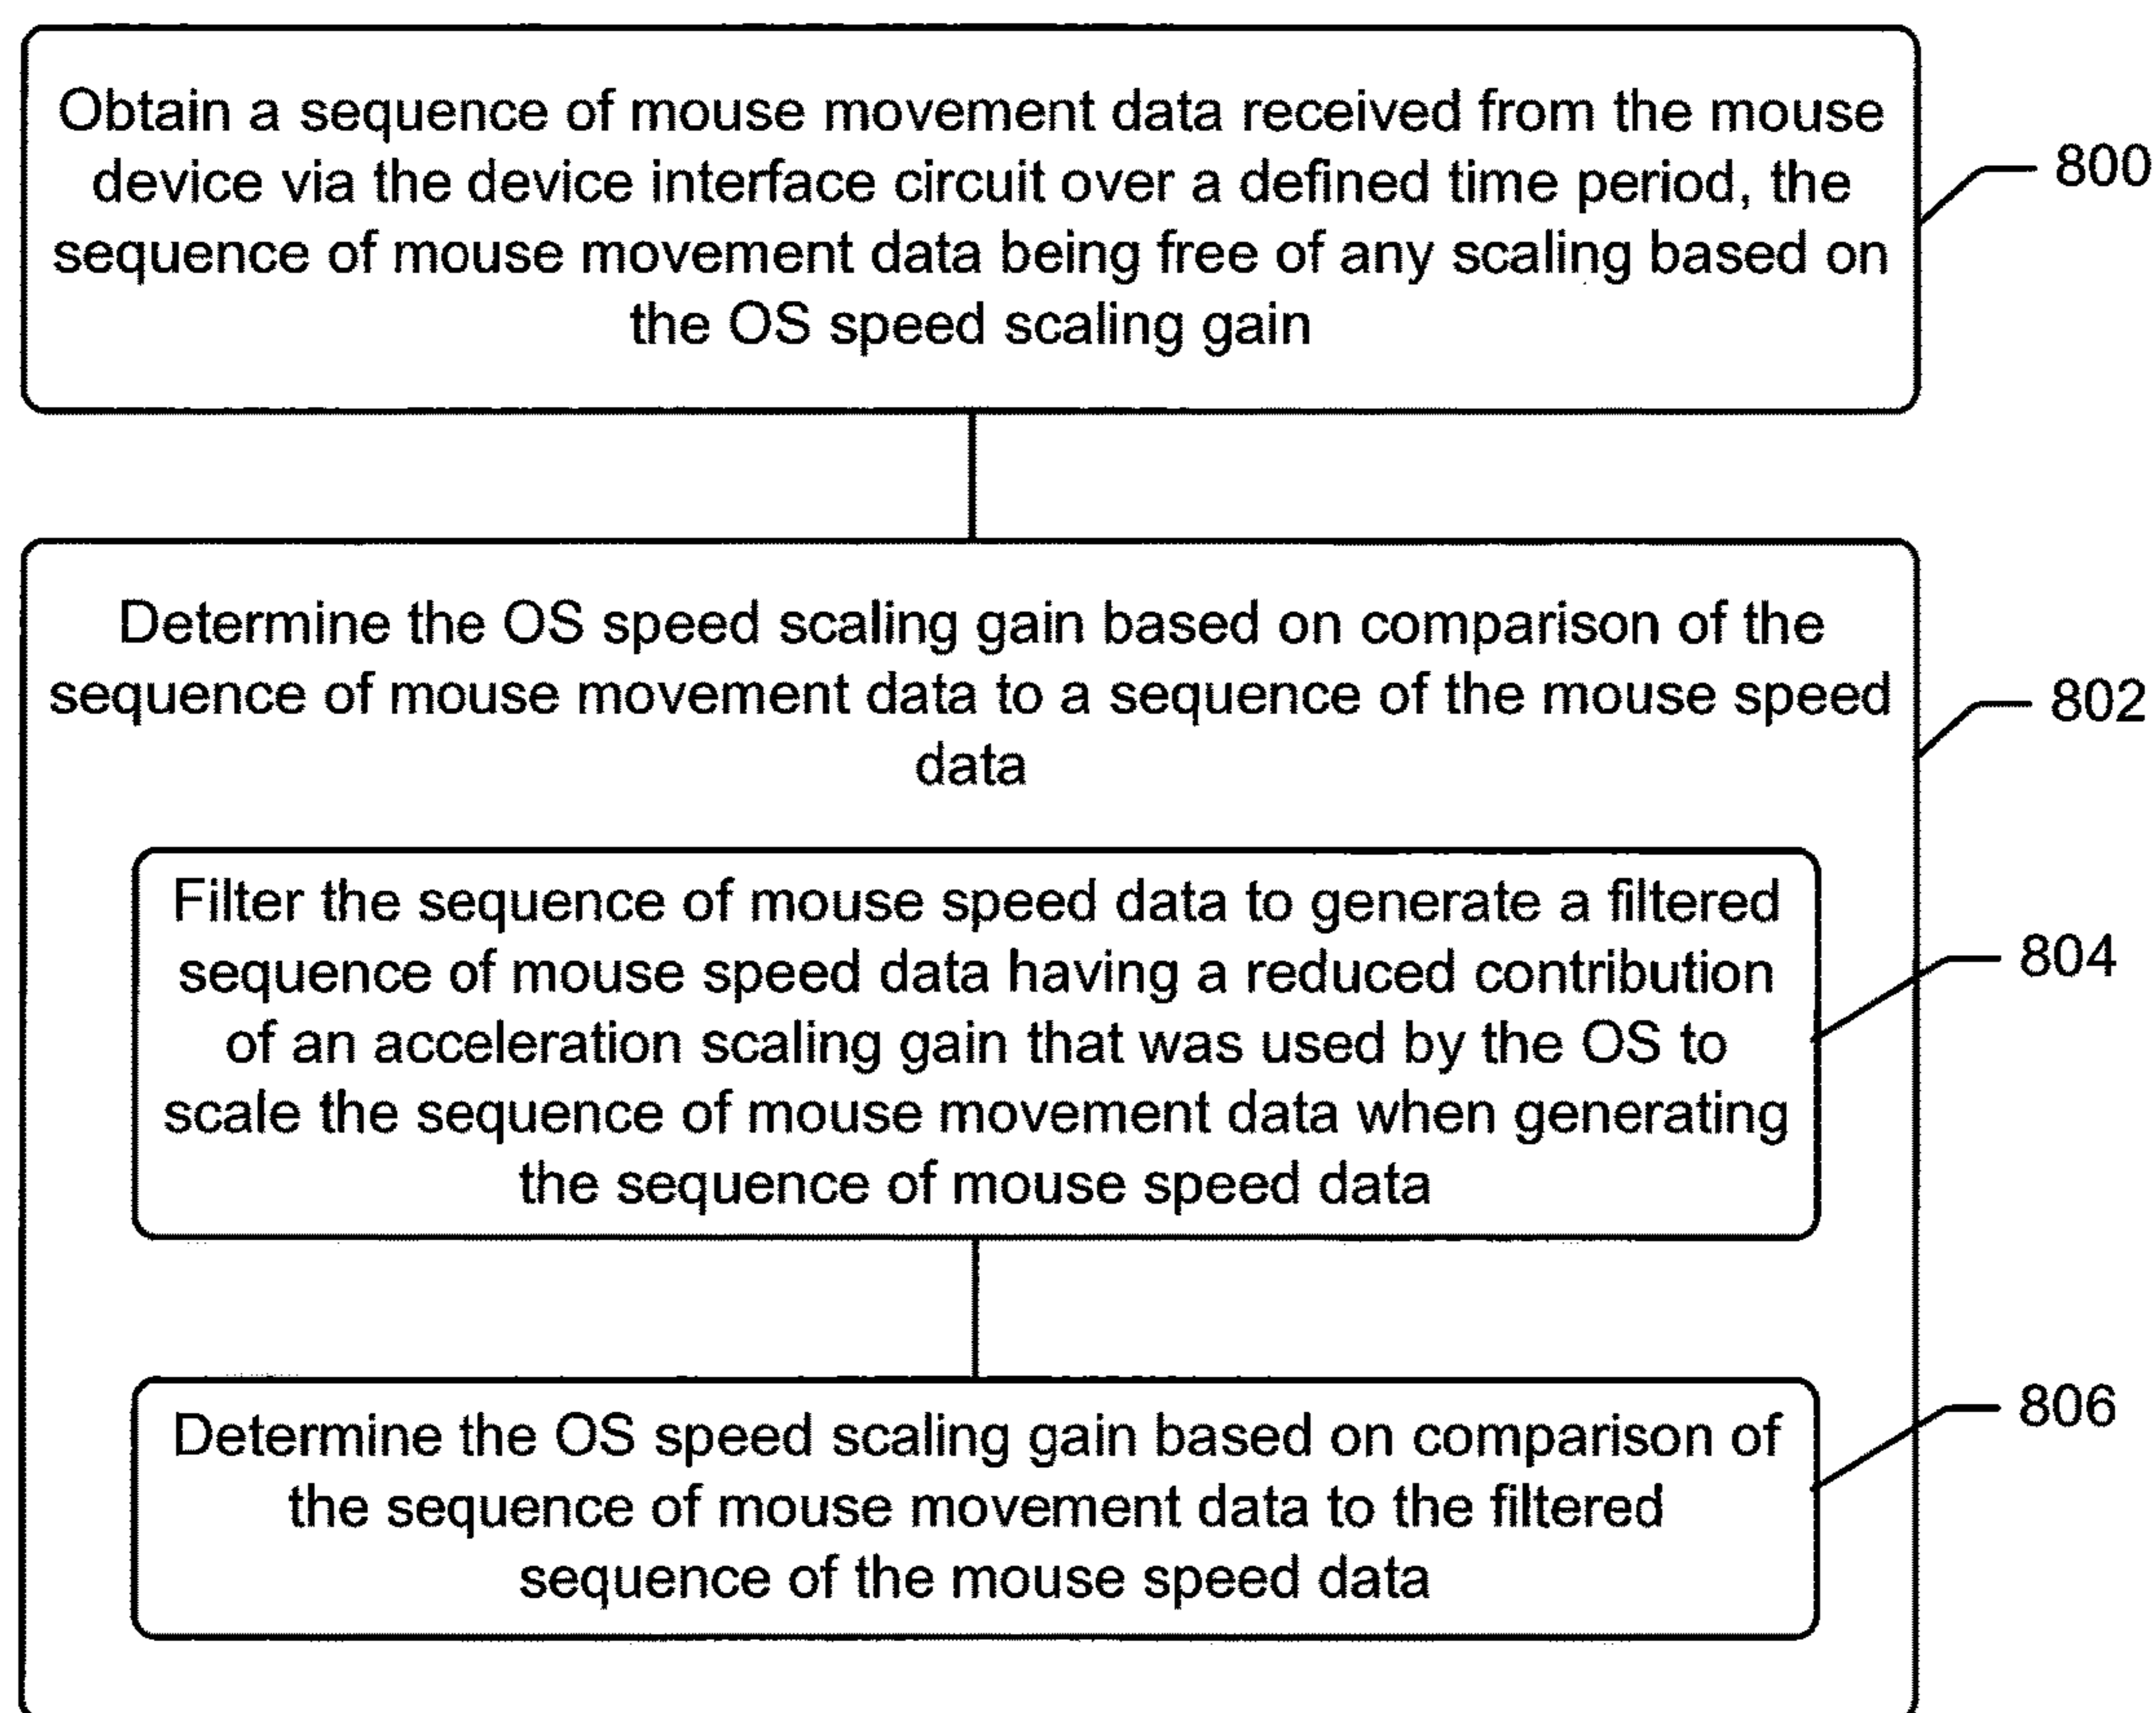 Obtain a sequence of mouse movement data received from the mouse
device via the device interface circuit over a defined time period, the
sequence of mouse movement data being free of any scaling based on
the OS speed scaling gain
800
Determine the OS speed scaling gain based on comparison of the
sequence of mouse movement data to a sequence of the mouse speed
data
802
Filter the sequence of mouse speed data to generate a filtered
sequence of mouse speed data having a reduced contribution
of an acceleration scaling gain that was used by the OS to
scale the sequence of mouse movement data when generating
the sequence of mouse speed data
804
Determine the OS speed scaling gain based on comparison of
the sequence of mouse movement data to the filtered
sequence of the mouse speed data
806